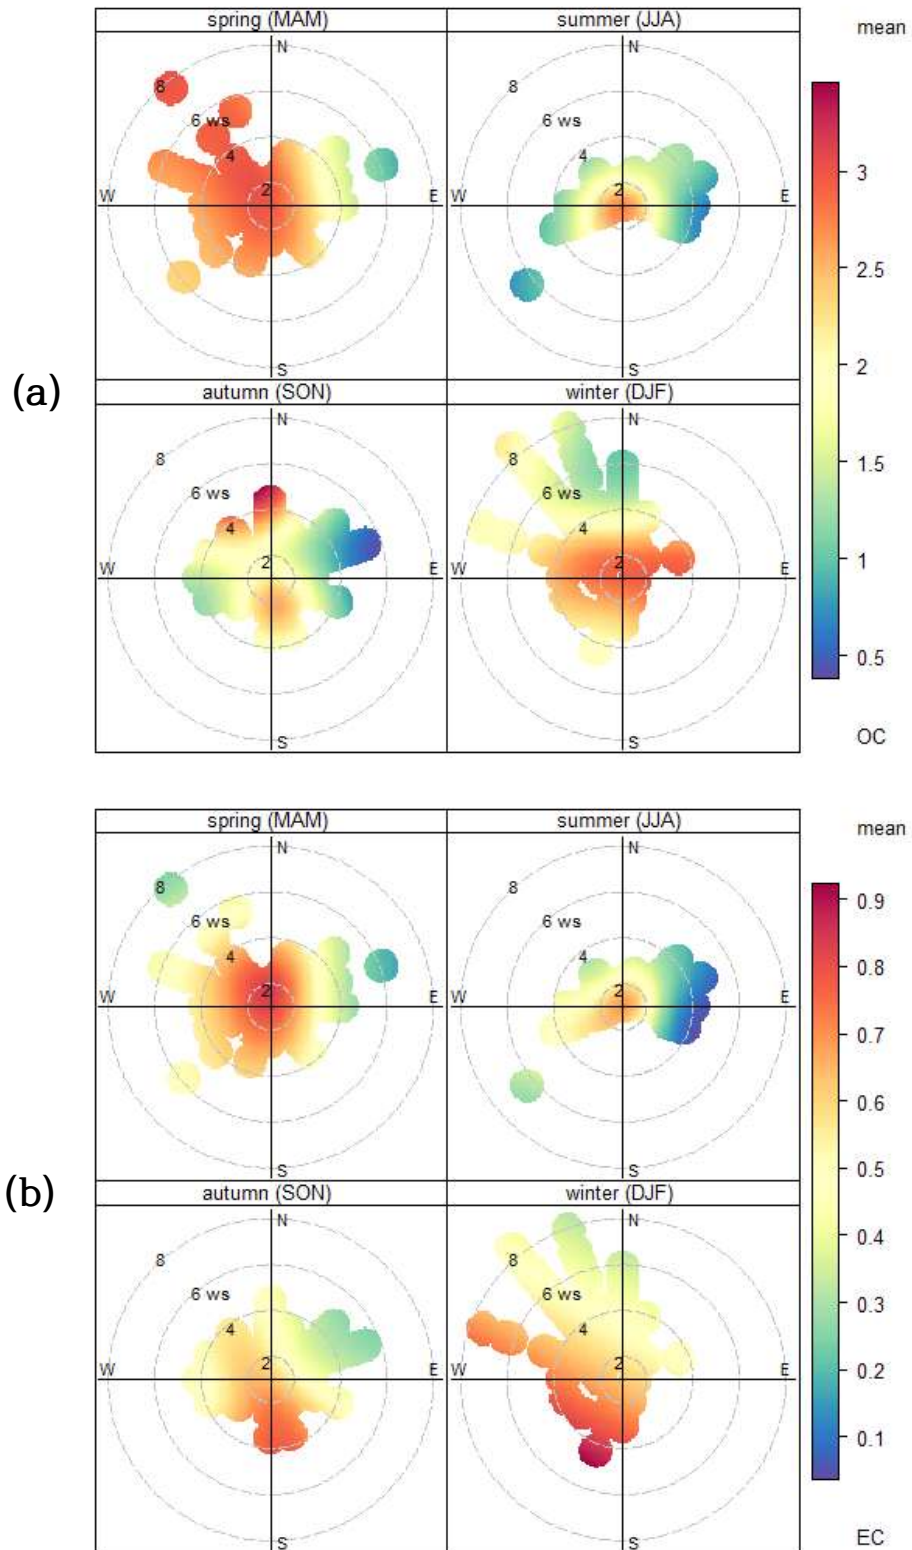 spring (MAM) summer (JJA) mean
N N
8 8
6 ws 6 ws
4 4 3
2 2
W E W E
2.5
S S
2
(a)
autumn (SON) winter (DJF)
N N
8 8 1.5
6 ws 6 ws
4 4
2 2 1
W E W E
0.5
S S OC
spring (MAM) summer (JJA) mean
N N
8 8 0.9
6 ws 6 ws
4 4 0.8
2 2
W E W E
0.7
0.6
S S
0.5
(b)
autumn (SON) winter (DJF)
N N
0.4
8 8
6 ws 6 ws 0.3
4 4
2 2
W E W E
0.2
0.1
S S EC